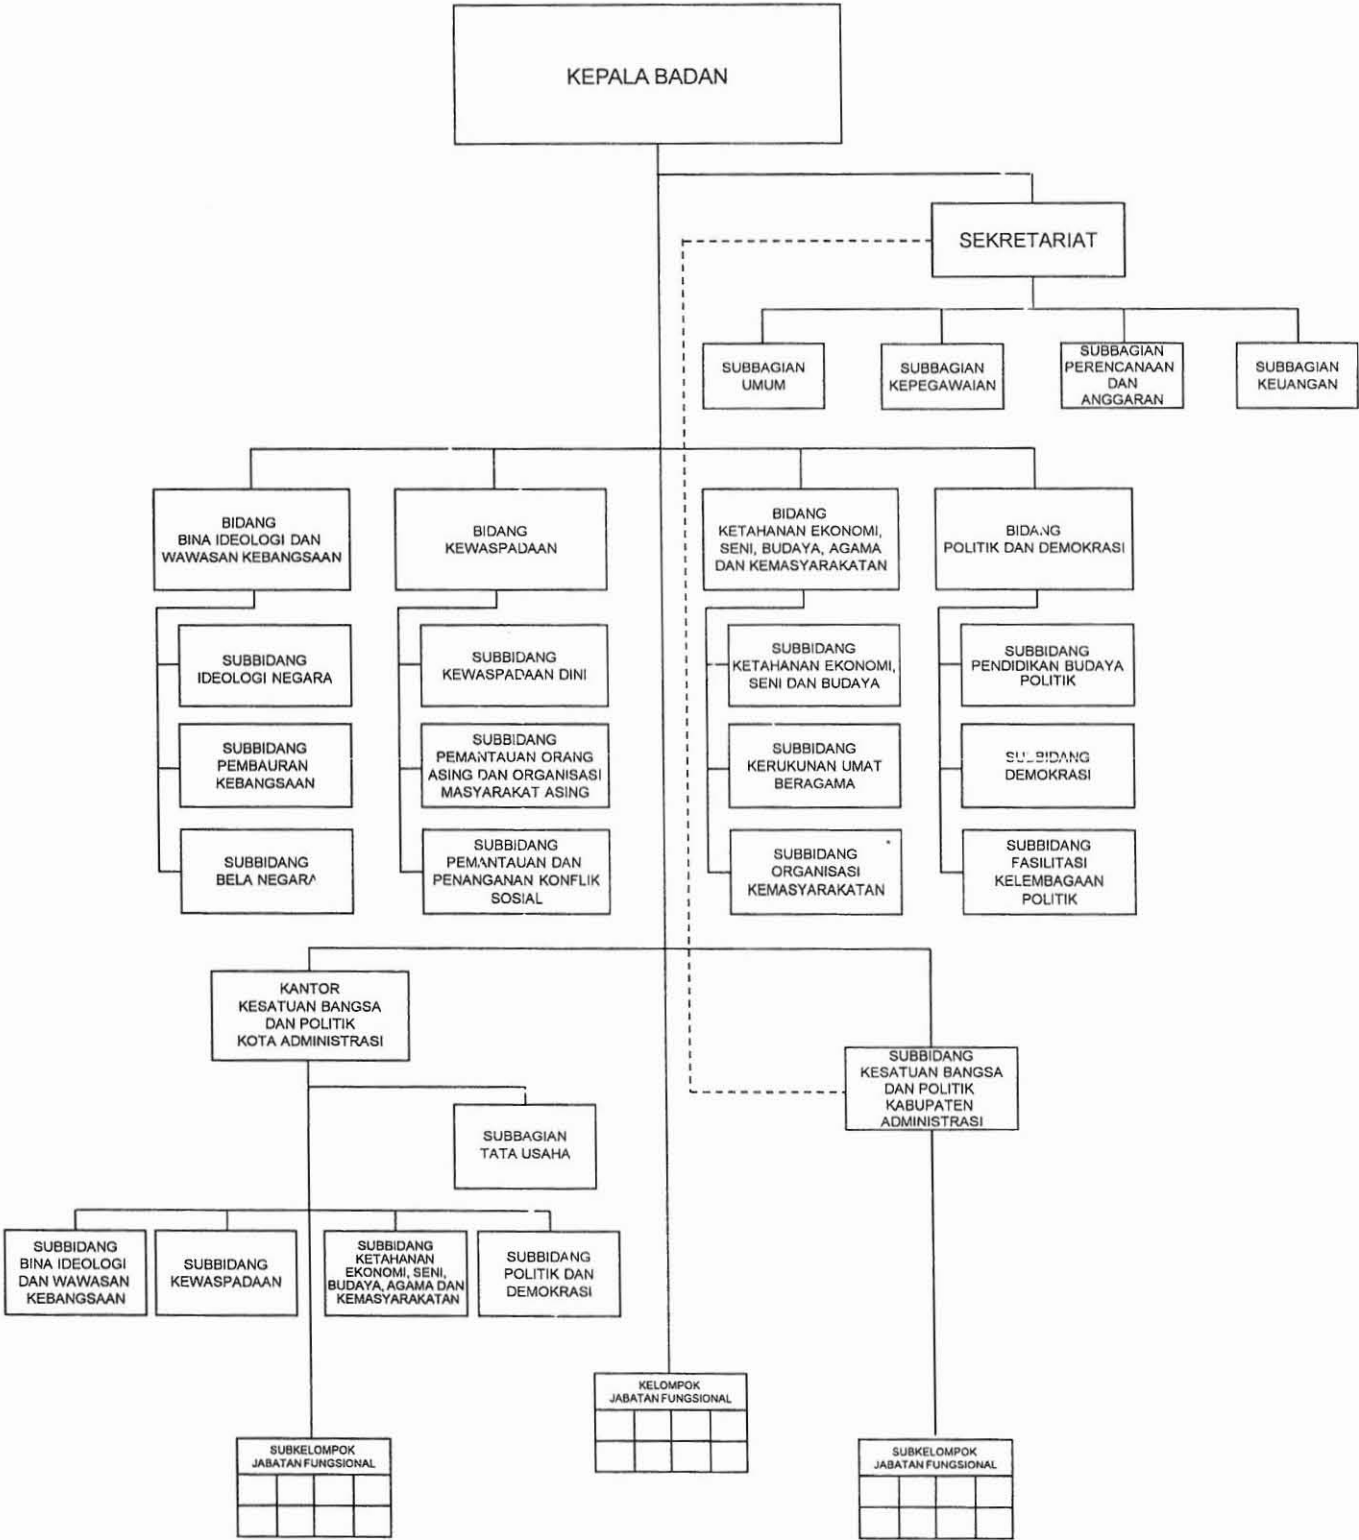 KEPALA BADAN
SEKRETARIAT
SUBBAGIAN
UMUM
SUBBAGIAN
KEPEGAWAIAN
SUBBAGIAN
PERENCANAAN
DAN
ANGGARAN
SUBBAGIAN
KEUANGAN
BIDANG
BINA IDEOLOGI DAN
WAWASAN KEBANGSAAN
BIDANG
KEWASPADAAN
BIDANG
KETAHANAN EKONOMI,
SENI, BUDAYA, AGAMA
DAN KEMASYARAKATAN
BIDANG
POLITIK DAN DEMOKRASI
SUBBIDANG
IDEOLOGI NEGARA
SUBBIDANG
PEMBAURAN
KEBANGSAAN
SUBBIDANG
BELA NEGARA
SUBBIDANG
KEWASPADAAN DINI
SUBBIDANG
PEMANTAUAN ORANG
ASING DAN ORGANISASI
MASYARAKAT ASING
SUBBIDANG
PEMANTAUAN DAN
PENANGANAN KONFLIK
SOSIAL
SUBBIDANG
KETAHANAN EKONOMI,
SENI DAN BUDAYA
SUBBIDANG
KERUKUNAN UMAT
BERAGAMA
SUBBIDANG
ORGANISASI
KEMASYARAKATAN
SUBBIDANG
PENDIDIKAN BUDAYA
POLITIK
SUBBIDANG
DEMOKRASI
SUBBIDANG
FASILITASI
KELEMBAGAAN
POLITIK
KANTOR
KESATUAN BANGSA
DAN POLITIK
KOTA ADMINISTRASI
SUBBAGIAN
TATA USAHA
SUBBIDANG
BINA IDEOLOGI
DAN WAWASAN
KEBANGSAAN
SUBBIDANG
KEWASPADAAN
SUBBIDANG
KETAHANAN
EKONOMI, SENI,
BUDAYA, AGAMA DAN
KEMASYARAKATAN
SUBBIDANG
POLITIK DAN
DEMOKRASI
SUBBIDANG
KESATUAN BANGSA
DAN POLITIK
KABUPATEN
ADMINISTRASI
KELOMPOK
JABATAN FUNGSIONAL
SUBKELOMPOK
JABATAN FUNGSIONAL
SUBKELOMPOK
JABATAN FUNGSIONAL